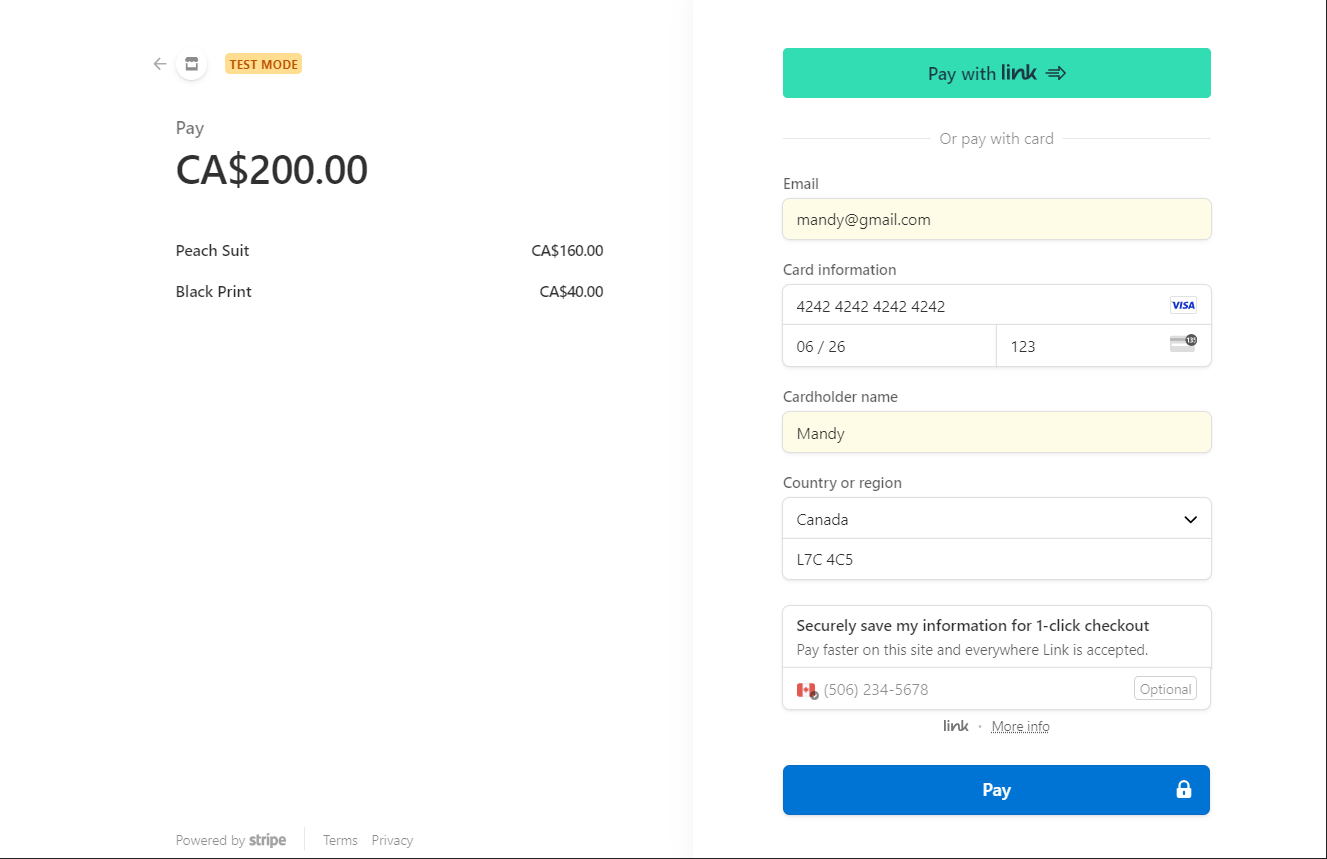 TEST MODE
Pay
CA$200.00
Peach Suit CA$160.00
Black Print CA$40.00
Powered by stripe Terms Privacy
Pay with link
Or pay with card
Email
mandy@gmail.com
Card information
4242 4242 4242 4242 VISA
06 / 26 123 135
Cardholder name
Mandy
Country or region
Canada
L7C 4C5
Securely save my information for 1-click checkout
Pay faster on this site and everywhere Link is accepted.
(506) 234-5678 Optional
link · More info
Pay